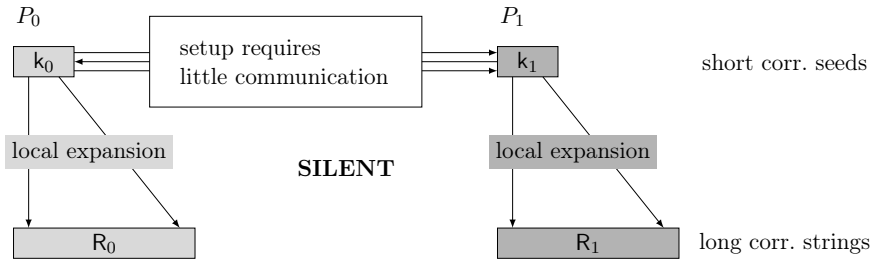 P₀ P₁
setup requires
k₀ k₁ short corr. seeds
little communication
local expansion local expansion
SILENT
R₀ R₁ long corr. strings